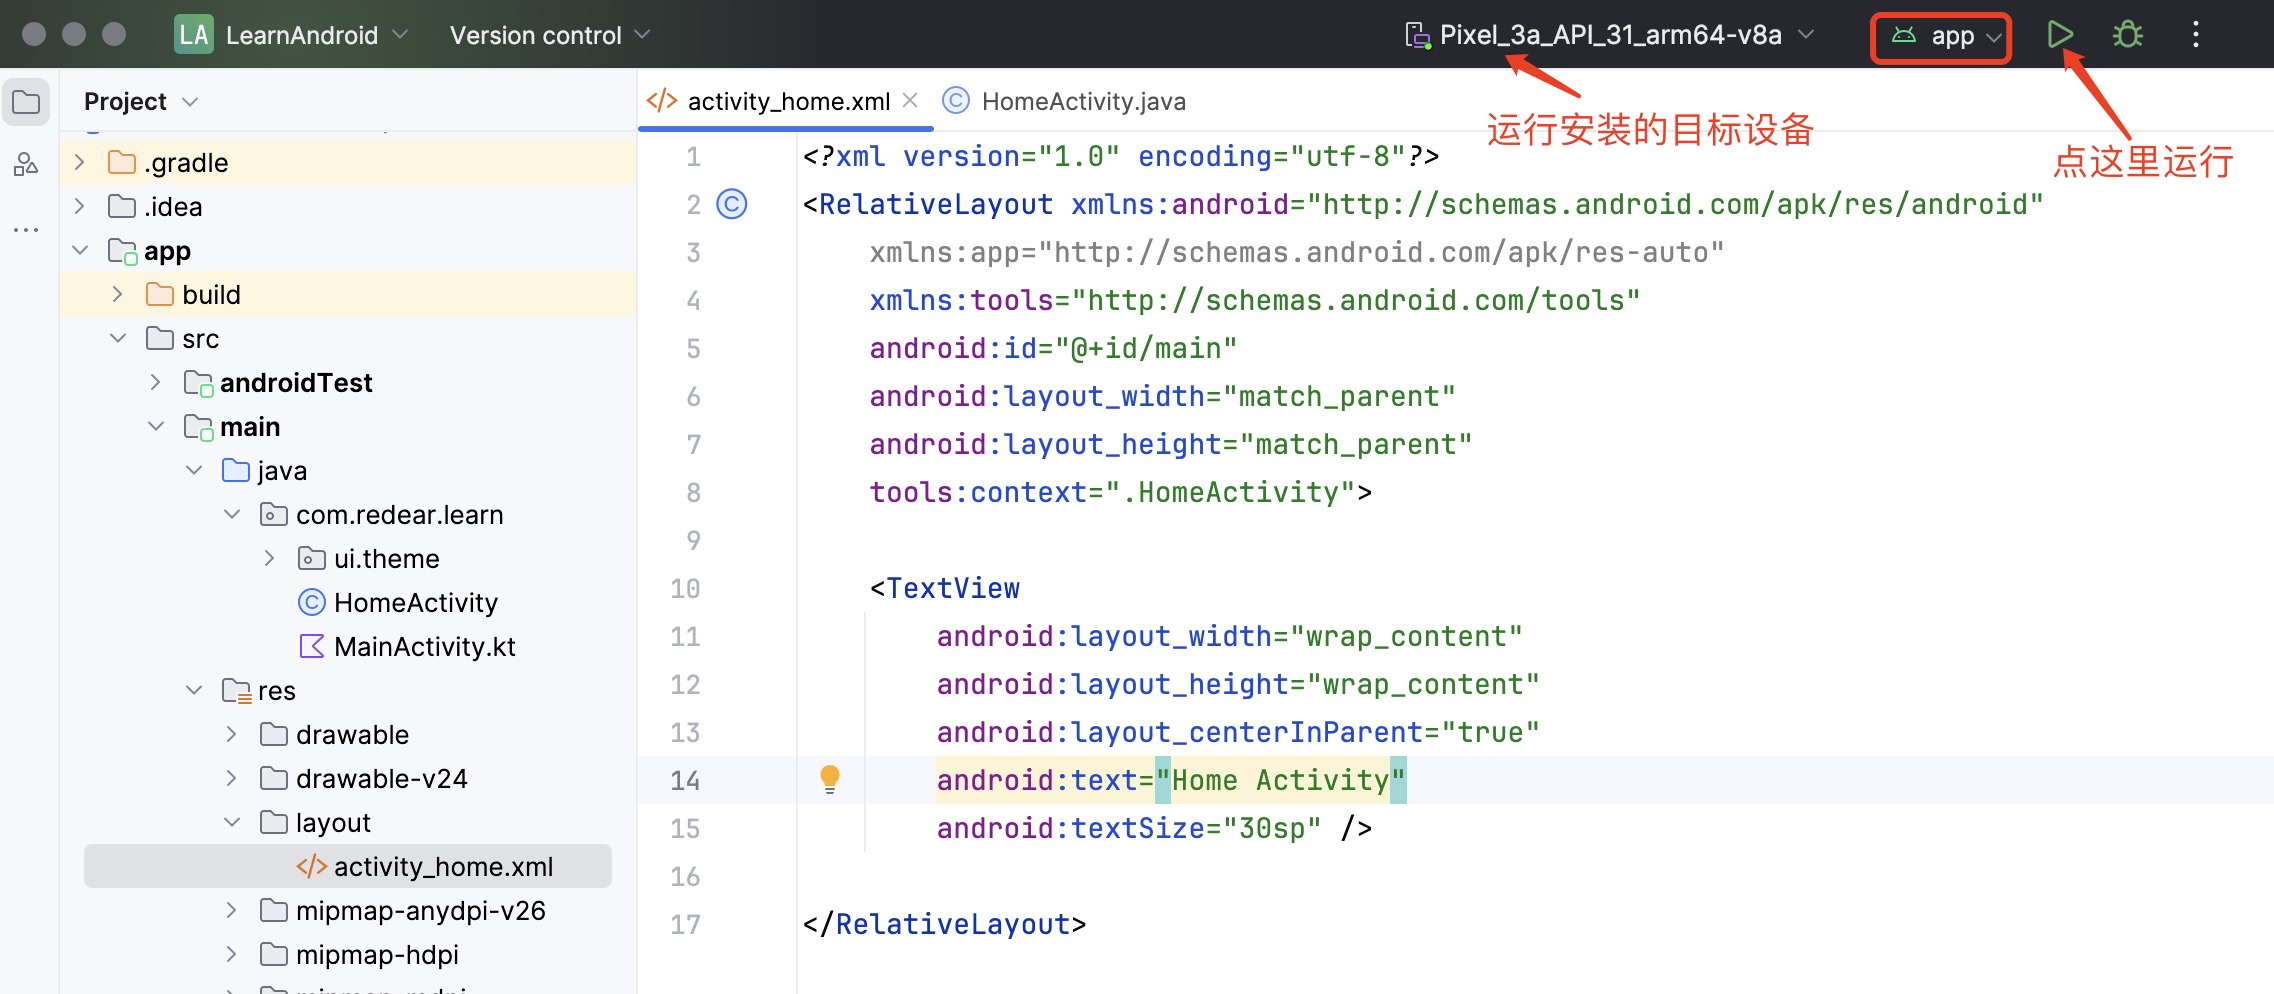 LA LearnAndroid Version control Pixel_3a_API_31_arm64-v8a app
运行安装的目标设备
点这里运行
Project
.gradle
.idea
app
build
src
androidTest
main
java
com.redear.learn
ui.theme
HomeActivity
MainActivity.kt
res
drawable
drawable-v24
layout
activity_home.xml
mipmap-anydpi-v26
mipmap-hdpi
activity_home.xml HomeActivity.java
1 <?xml version="1.0" encoding="utf-8"?>
2 <RelativeLayout xmlns:android="http://schemas.android.com/apk/res/android"
3 xmlns:app="http://schemas.android.com/apk/res-auto"
4 xmlns:tools="http://schemas.android.com/tools"
5 android:id="@+id/main"
6 android:layout_width="match_parent"
7 android:layout_height="match_parent"
8 tools:context=".HomeActivity">
9
10 <TextView
11 android:layout_width="wrap_content"
12 android:layout_height="wrap_content"
13 android:layout_centerInParent="true"
14 android:text="Home Activity"
15 android:textSize="30sp" />
16
17 </RelativeLayout>